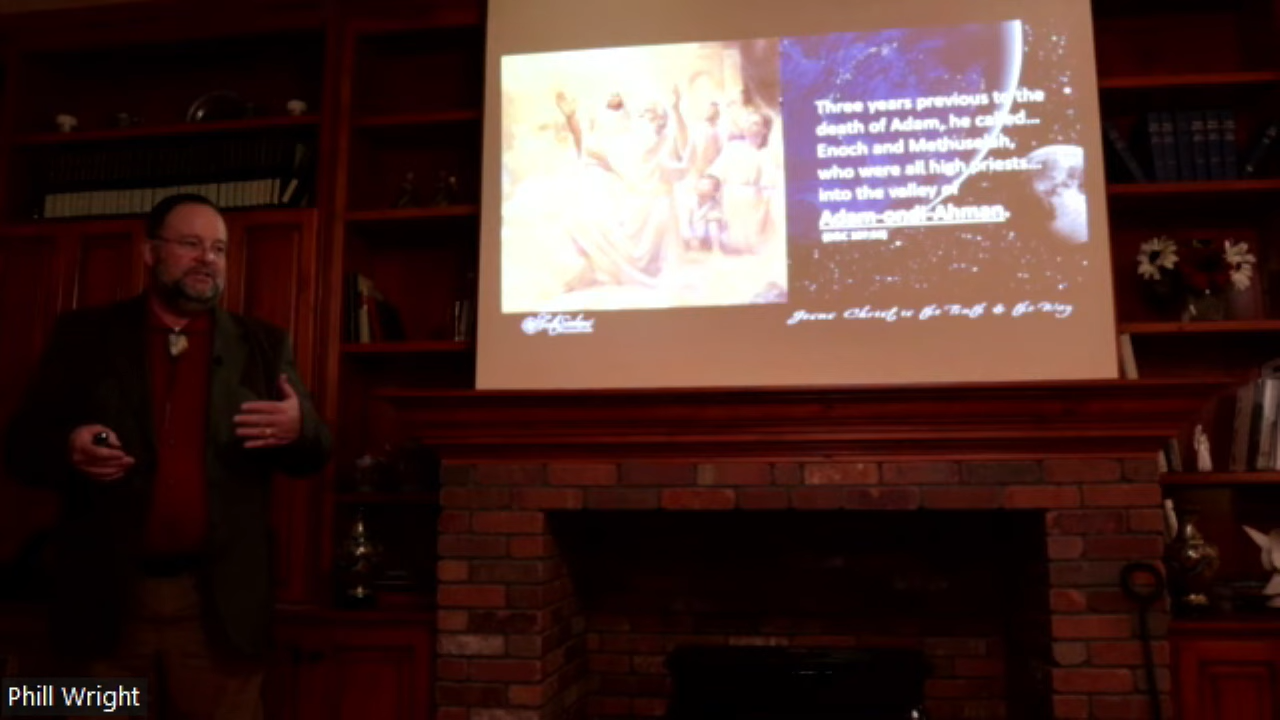 Three years previous to the
death of Adam, he called...
Enoch and Methuselah,
who were all high priests...
into the valley of
Adam-ondi-Ahman.
Jesus Christ is the Truth & the Way
Phill Wright